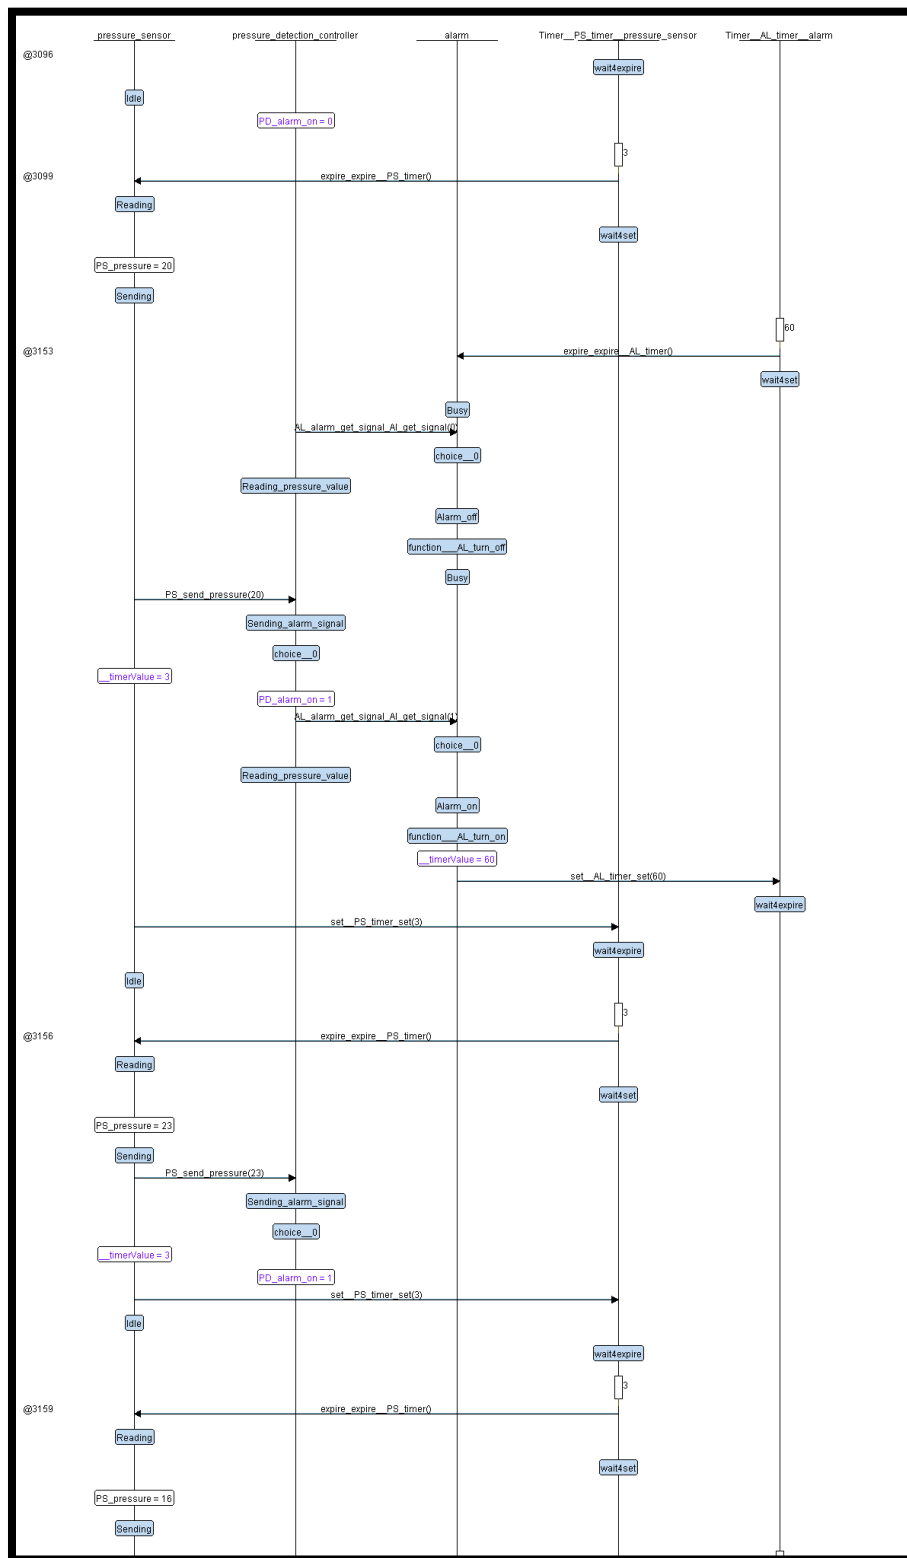 pressure_sensor pressure_detection_controller alarm Timer__PS_timer__pressure_sensor Timer__AL_timer__alarm
@3096
wait4expire
Idle
PD_alarm_on = 0
3
@3099 expire_expire__PS_timer()
Reading
wait4set
PS_pressure = 20
Sending
60
@3153 expire_expire__AL_timer()
wait4set
Busy
AL_alarm_get_signal_Al_get_signal(0)
choice__0
Reading_pressure_value
Alarm_off
function___AL_turn_off
Busy
PS_send_pressure(20)
Sending_alarm_signal
choice__0
__timerValue = 3
PD_alarm_on = 1
AL_alarm_get_signal_Al_get_signal(1)
choice__0
Reading_pressure_value
Alarm_on
function___AL_turn_on
__timerValue = 60
set__AL_timer_set(60)
wait4expire
set__PS_timer_set(3)
wait4expire
Idle
3
@3156 expire_expire__PS_timer()
Reading
wait4set
PS_pressure = 23
Sending
PS_send_pressure(23)
Sending_alarm_signal
choice__0
__timerValue = 3
PD_alarm_on = 1
set__PS_timer_set(3)
Idle
wait4expire
3
@3159 expire_expire__PS_timer()
Reading
wait4set
PS_pressure = 16
Sending